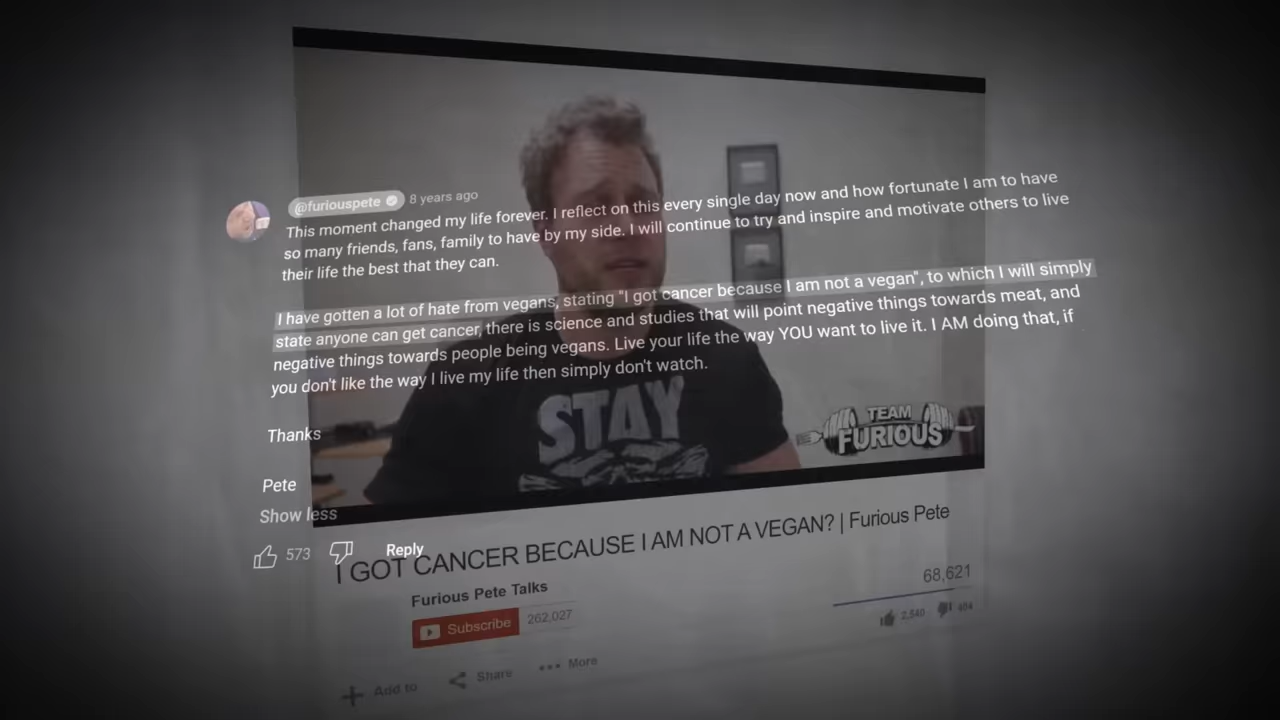 @furiouspete 8 years ago
This moment changed my life forever. I reflect on this every single day now and how fortunate I am to have
so many friends, fans, family to have by my side. I will continue to try and inspire and motivate others to live
their life the best that they can.
I have gotten a lot of hate from vegans, stating "I got cancer because I am not a vegan", to which I will simply
state anyone can get cancer, there is science and studies that will point negative things towards meat, and
negative things towards people being vegans. Live your life the way YOU want to live it. I AM doing that, if
you don't like the way I live my life then simply don't watch.
Thanks
Pete
Show less
573
Reply
STAY
TEAM
FURIOUS
I GOT CANCER BECAUSE I AM NOT A VEGAN? | Furious Pete
Furious Pete Talks
Subscribe 262,027
68,621
2,540 404
Add to Share More